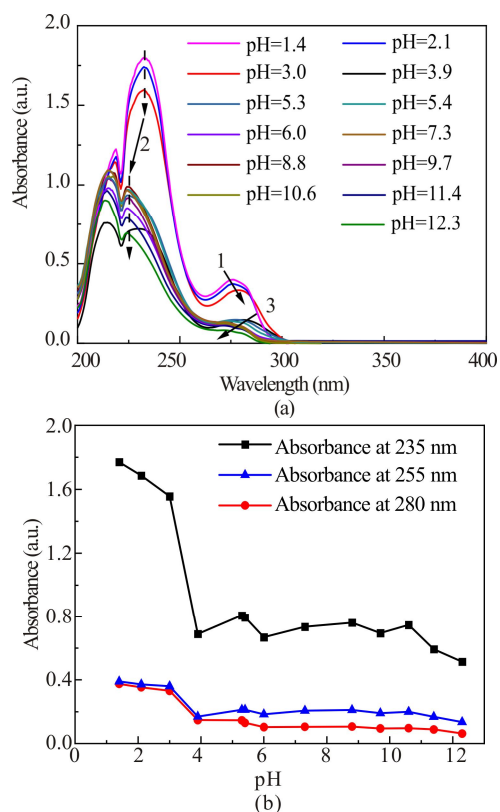 2.0
1.5
1.0
0.5
0.0
Absorbance (a.u.)
pH=1.4 pH=2.1
pH=3.0 pH=3.9
pH=5.3 pH=5.4
pH=6.0 pH=7.3
pH=8.8 pH=9.7
pH=10.6 pH=11.4
pH=12.3
2
1
3
200 250 300 350 400
Wavelength (nm)
(a)
2.0
1.6
1.2
0.8
0.4
0.0
Absorbance (a.u.)
Absorbance at 235 nm
Absorbance at 255 nm
Absorbance at 280 nm
0 2 4 6 8 10 12
pH
(b)